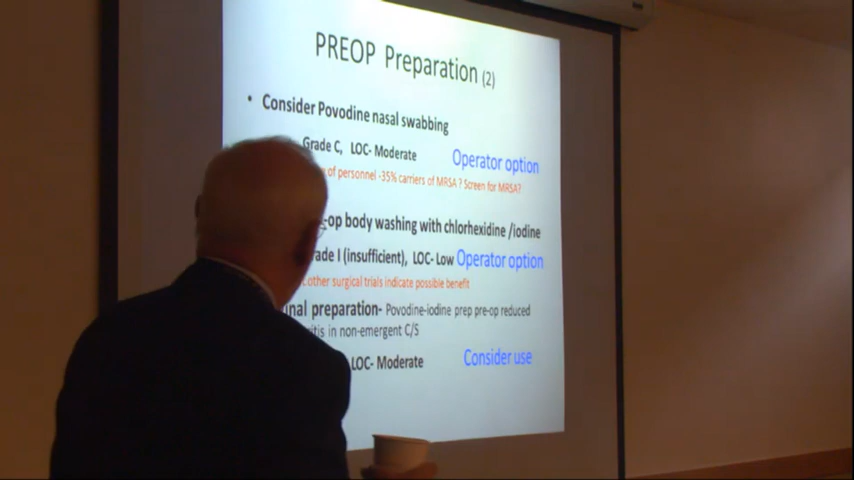 PREOP Preparation (2)
• Consider Povodine nasal swabbing
Grade C, LOC- Moderate Operator option
of personnel -35% carriers of MRSA ? Screen for MRSA?
-op body washing with chlorhexidine /iodine
rade I (insufficient), LOC- Low Operator option
other surgical trials indicate possible benefit
inal preparation- Povodine-iodine prep pre-op reduced
itis in non-emergent C/S
LOC- Moderate Consider use